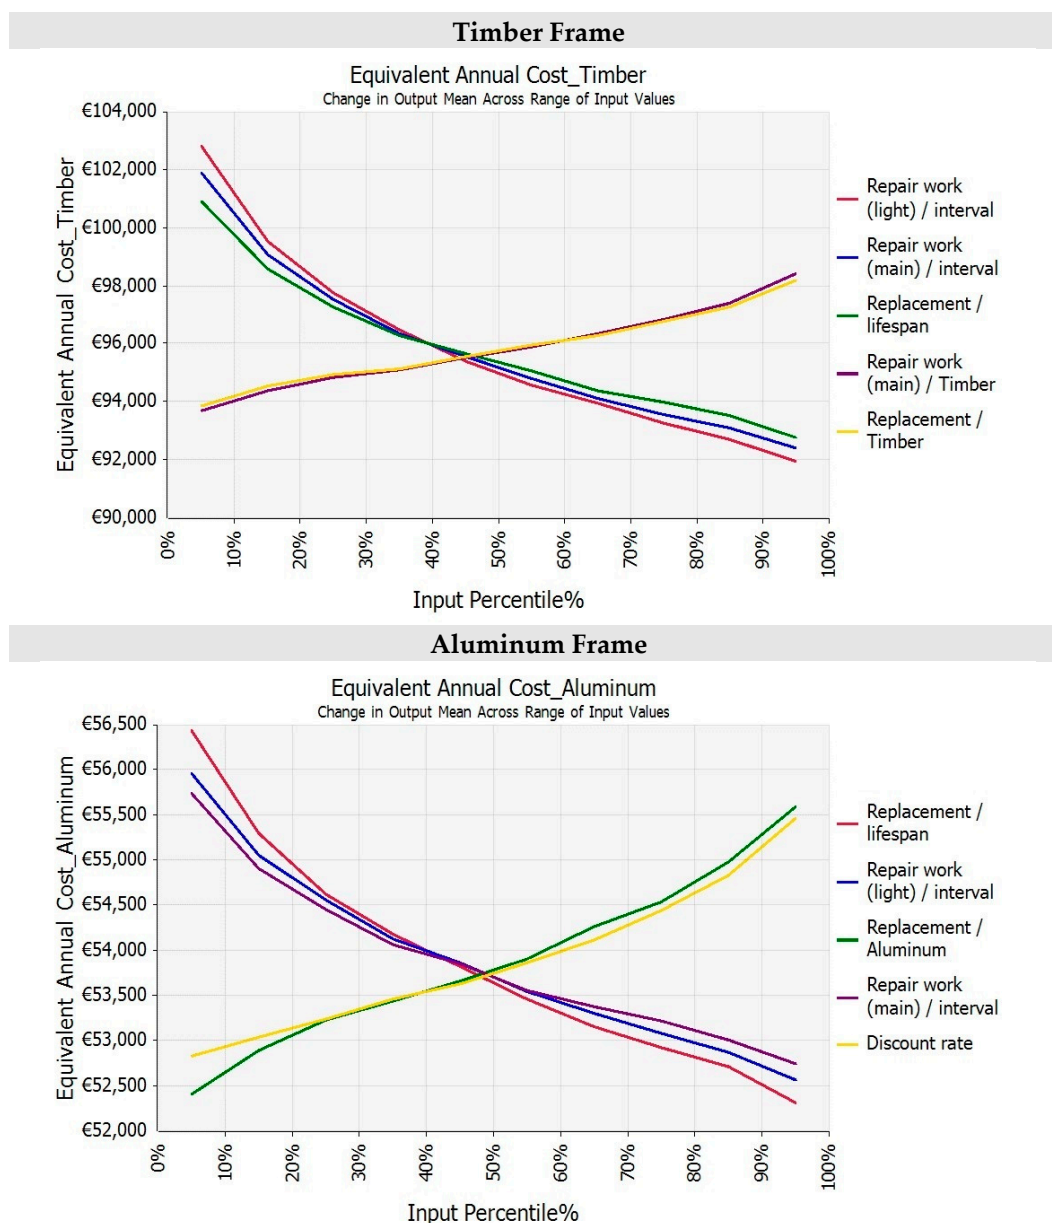 Timber Frame
Equivalent Annual Cost_Timber
Change in Output Mean Across Range of Input Values
Equivalent Annual Cost_Timber
€104,000
€102,000
€100,000
€98,000
€96,000
€94,000
€92,000
€90,000
0%
10%
20%
30%
40%
50%
60%
70%
80%
90%
100%
Input Percentile%
Repair work
(light) / interval
Repair work
(main) / interval
Replacement /
lifespan
Repair work
(main) / Timber
Replacement /
Timber
Aluminum Frame
Equivalent Annual Cost_Aluminum
Change in Output Mean Across Range of Input Values
Equivalent Annual Cost_Aluminum
€56,500
€56,000
€55,500
€55,000
€54,500
€54,000
€53,500
€53,000
€52,500
€52,000
0%
10%
20%
30%
40%
50%
60%
70%
80%
90%
100%
Input Percentile%
Replacement /
lifespan
Repair work
(light) / interval
Replacement /
Aluminum
Repair work
(main) / interval
Discount rate